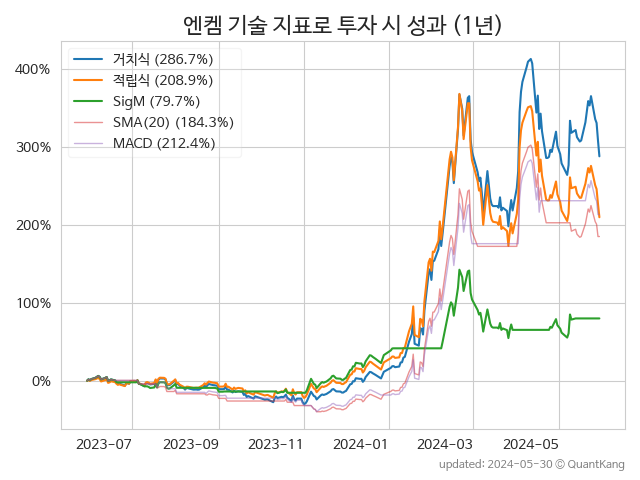 엔켐 기술 지표로 투자 시 성과 (1년)
거치식 (286.7%)
적립식 (208.9%)
SigM (79.7%)
SMA(20) (184.3%)
MACD (212.4%)
400%
300%
200%
100%
0%
2023-07 2023-09 2023-11 2024-01 2024-03 2024-05
updated: 2024-05-30 © QuantKang